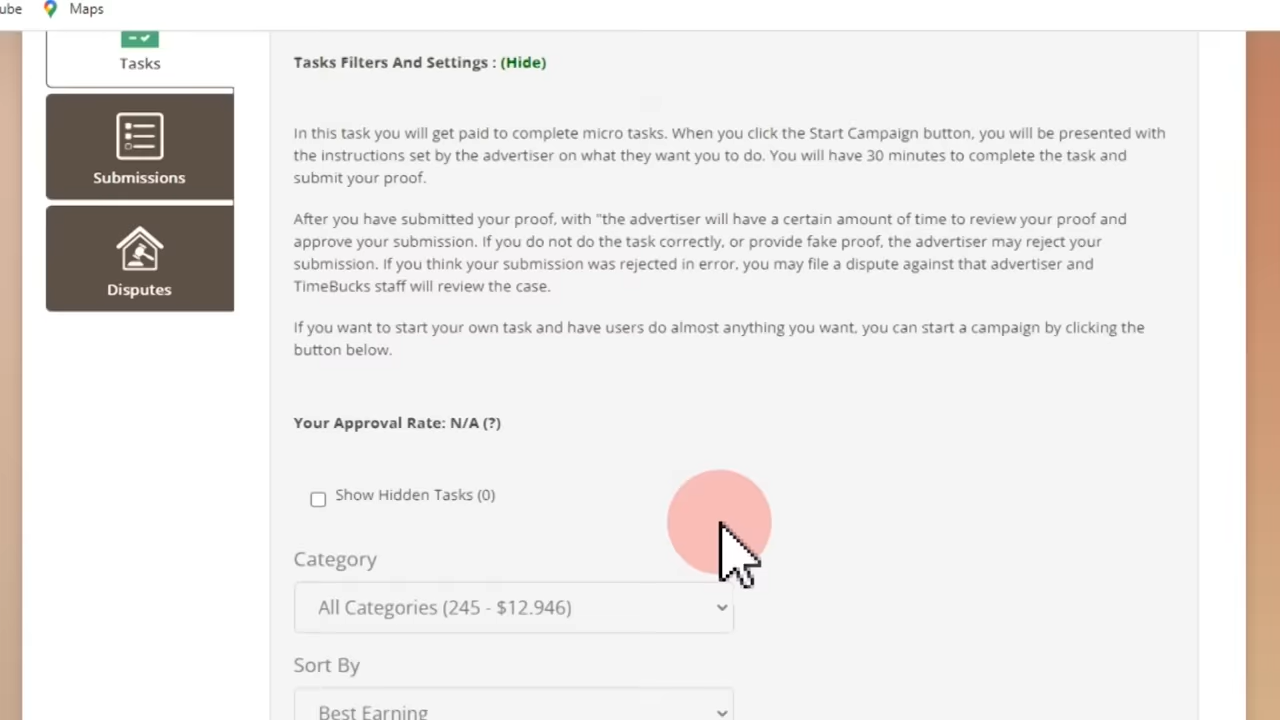 ube Maps
Tasks
Submissions
Disputes
Tasks Filters And Settings : (Hide)
In this task you will get paid to complete micro tasks. When you click the Start Campaign button, you will be presented with
the instructions set by the advertiser on what they want you to do. You will have 30 minutes to complete the task and
submit your proof.
After you have submitted your proof, with "the advertiser will have a certain amount of time to review your proof and
approve your submission. If you do not do the task correctly, or provide fake proof, the advertiser may reject your
submission. If you think your submission was rejected in error, you may file a dispute against that advertiser and
TimeBucks staff will review the case.
If you want to start your own task and have users do almost anything you want, you can start a campaign by clicking the
button below.
Your Approval Rate: N/A (?)
Show Hidden Tasks (0)
Category
All Categories (245 - $12.946)
Sort By
Best Earning